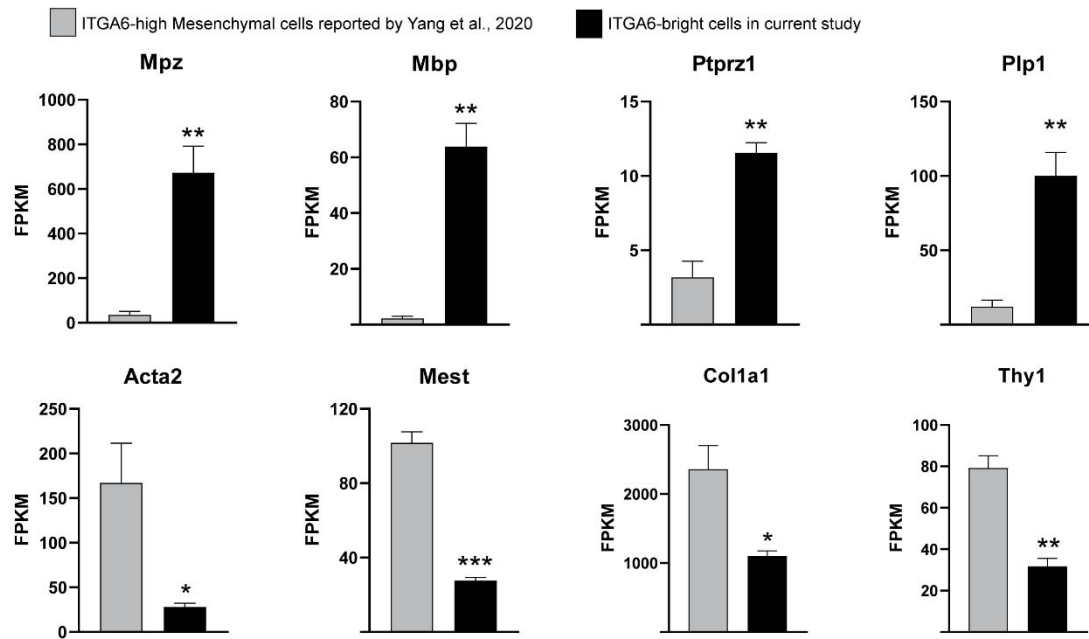 ITGA6-high Mesenchymal cells reported by Yang et al., 2020
ITGA6-bright cells in current study
Mpz
FPKM
1000
800
600
400
200
0
**
Mbp
FPKM
80
60
40
20
**
Ptprz1
FPKM
15
10
5
**
Plp1
FPKM
150
100
50
**
Acta2
FPKM
250
200
150
100
50
0
*
Mest
FPKM
120
80
40
***
Col1a1
FPKM
3000
2000
1000
*
Thy1
FPKM
100
80
60
40
20
**